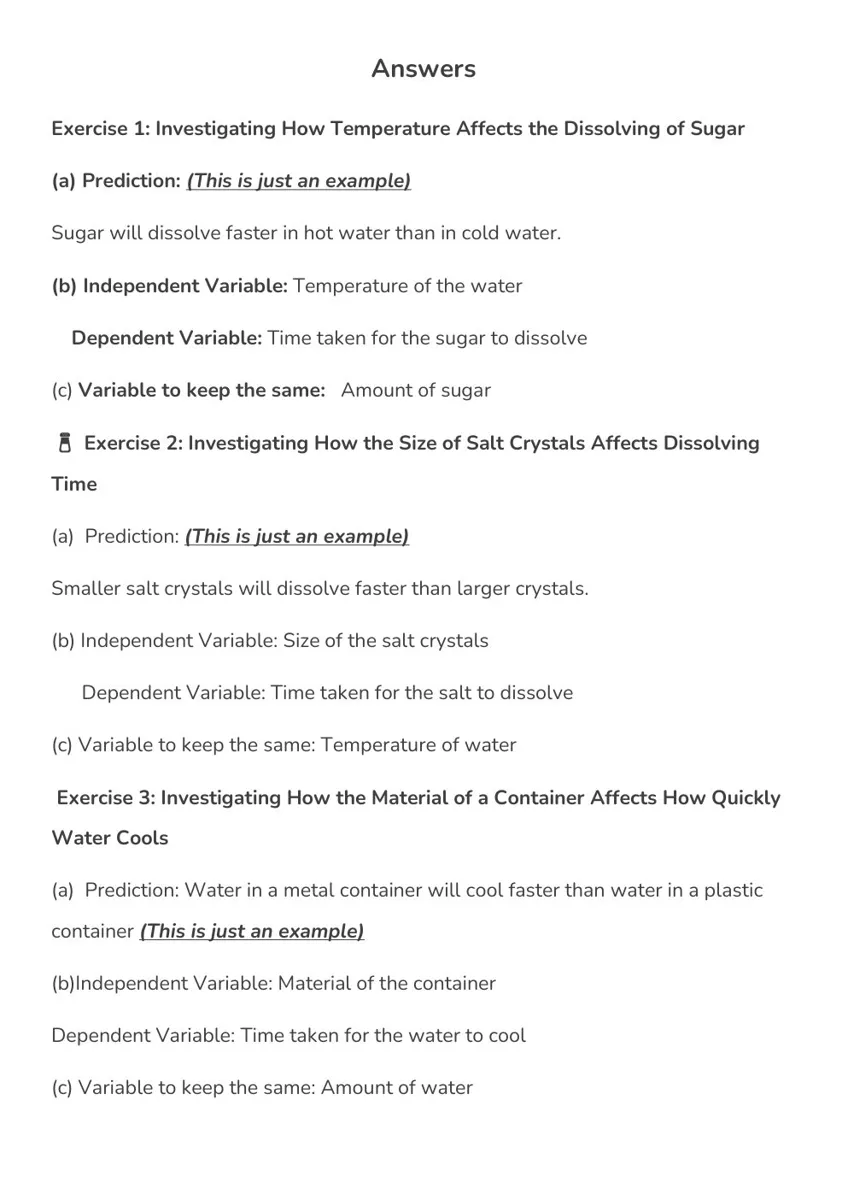 Answers
Exercise 1: Investigating How Temperature Affects the Dissolving of Sugar
(a) Prediction: (This is just an example)
Sugar will dissolve faster in hot water than in cold water.
(b) Independent Variable: Temperature of the water
Dependent Variable: Time taken for the sugar to dissolve
(c) Variable to keep the same: Amount of sugar
Exercise 2: Investigating How the Size of Salt Crystals Affects Dissolving
Time
(a) Prediction: (This is just an example)
Smaller salt crystals will dissolve faster than larger crystals.
(b) Independent Variable: Size of the salt crystals
Dependent Variable: Time taken for the salt to dissolve
(c) Variable to keep the same: Temperature of water
Exercise 3: Investigating How the Material of a Container Affects How Quickly
Water Cools
(a) Prediction: Water in a metal container will cool faster than water in a plastic
container (This is just an example)
(b)Independent Variable: Material of the container
Dependent Variable: Time taken for the water to cool
(c) Variable to keep the same: Amount of water